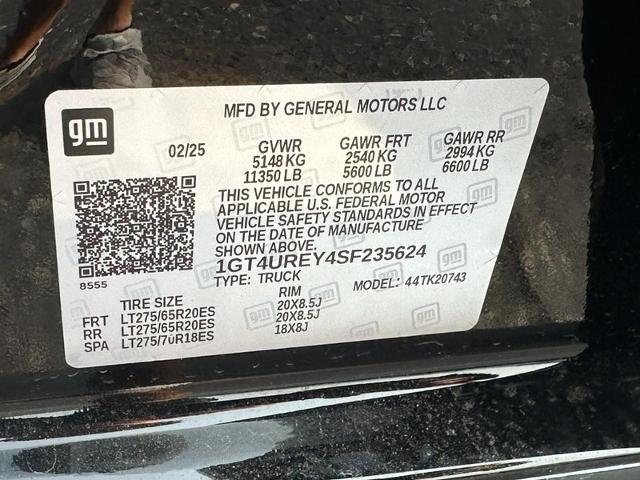 gm
MFD BY GENERAL MOTORS LLC
02/25
GVWR GAWR FRT GAWR RR
5148 KG 2540 KG 2994 KG
11350 LB 5600 LB 6600 LB
THIS VEHICLE CONFORMS TO ALL
APPLICABLE U.S. FEDERAL MOTOR
VEHICLE SAFETY STANDARDS IN EFFECT
ON THE DATE OF MANUFACTURE
SHOWN ABOVE.
1GT4UREY4SF235624
TYPE: TRUCK MODEL: 44TK20743
8555
TIRE SIZE RIM
FRT LT275/65R20ES 20X8.5J
RR LT275/65R20ES 20X8.5J
SPA LT275/70R18ES 18X8J